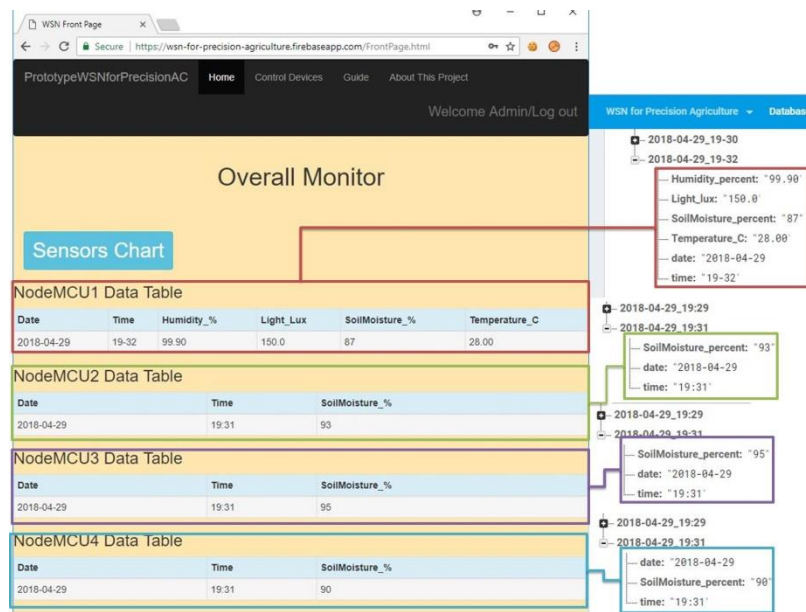 WSN Front Page
Secure | https://wsn-for-precision-agriculture.firebaseapp.com/FrontPage.html
PrototypeWSNforPrecisionAC Home Control Devices Guide About This Project
Welcome Admin/Log out
Overall Monitor
Sensors Chart
NodeMCU1 Data Table
Date Time Humidity_% Light_Lux SoilMoisture_% Temperature_C
2018-04-29 19-32 99.90 150.0 87 28.00
NodeMCU2 Data Table
Date Time SoilMoisture_%
2018-04-29 19:31 93
NodeMCU3 Data Table
Date Time SoilMoisture_%
2018-04-29 19:31 95
NodeMCU4 Data Table
Date Time SoilMoisture_%
2018-04-29 19:31 90
WSN for Precision Agriculture Databas
2018-04-29_19-30
2018-04-29_19-32
Humidity_percent: "99.90'
Light_lux: "150.0'
SoilMoisture_percent: "87"
Temperature_C: "28.00'
date: "2018-04-29
time: "19-32'
2018-04-29_19:29
2018-04-29_19:31
SoilMoisture_percent: "93"
date: "2018-04-29
time: "19:31'
2018-04-29_19:29
2018-04-29_19:31
SoilMoisture_percent: "95"
date: "2018-04-29
time: "19:31'
2018-04-29_19:29
2018-04-29_19:31
date: "2018-04-29
SoilMoisture_percent: "90"
time: "19:31'